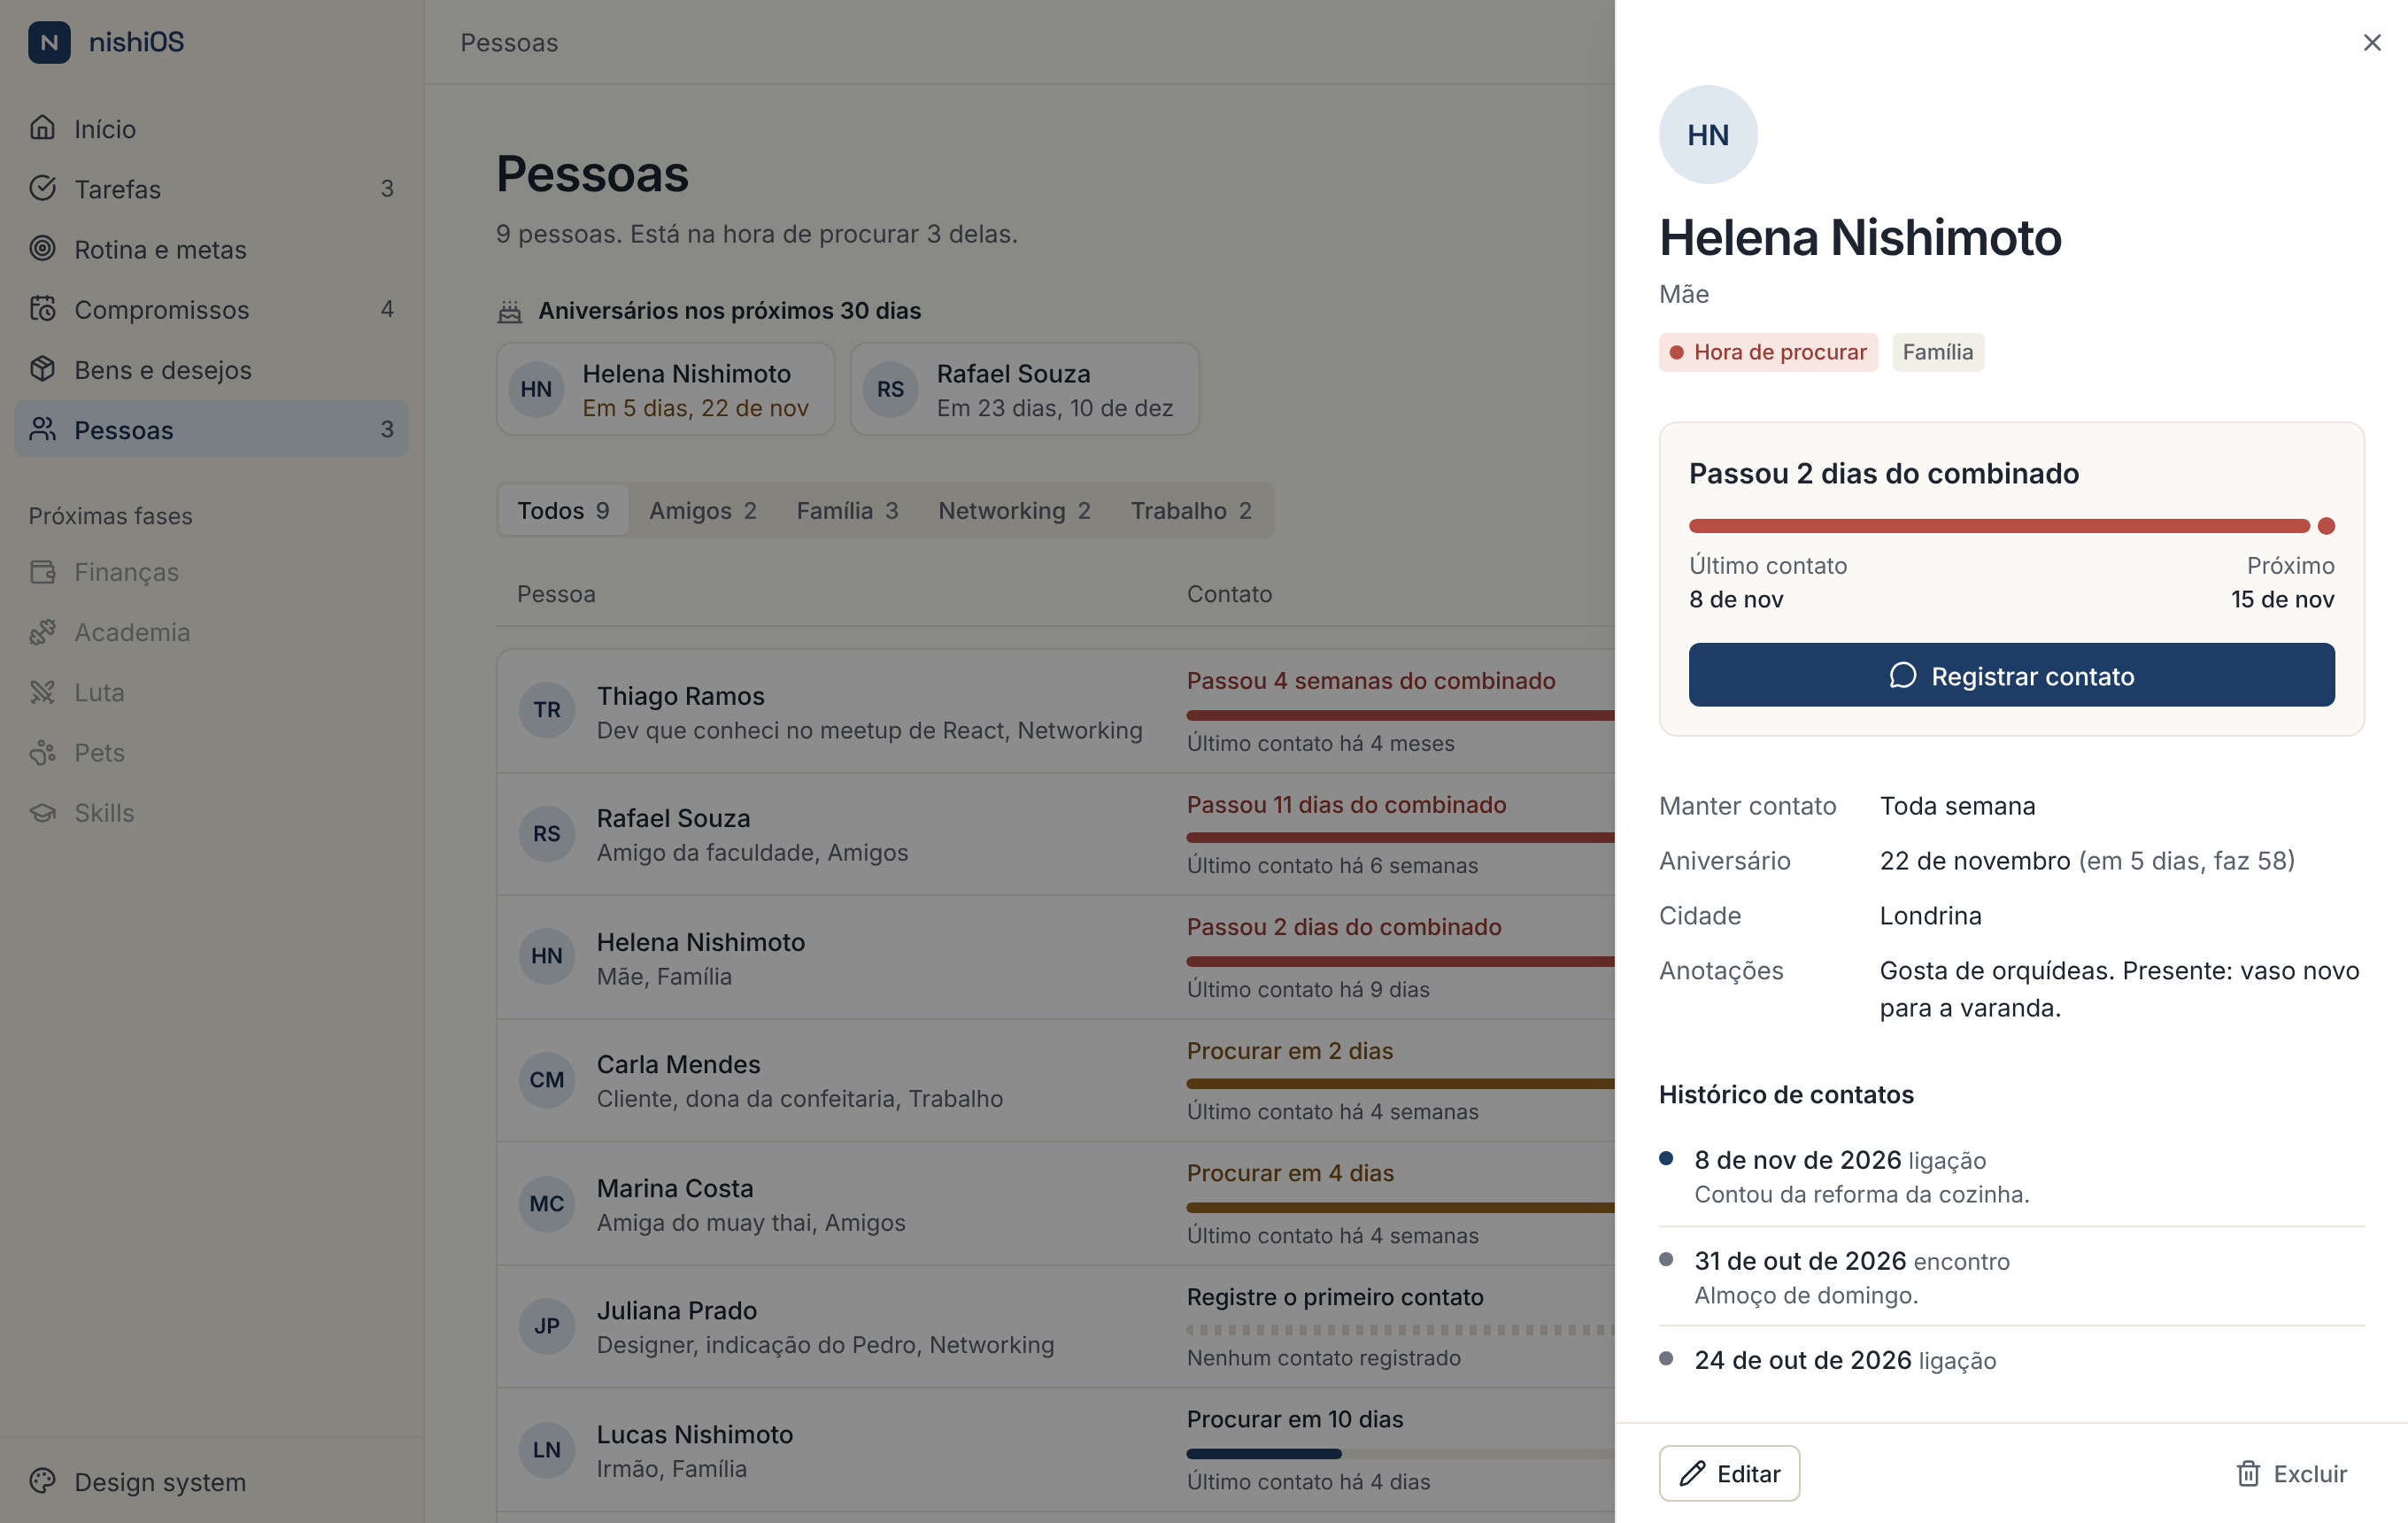 N nishiOS
Início
Tarefas 3
Rotina e metas
Compromissos 4
Bens e desejos
Pessoas 3
Próximas fases
Finanças
Academia
Luta
Pets
Skills
Design system
Pessoas
Pessoas
9 pessoas. Está na hora de procurar 3 delas.
Aniversários nos próximos 30 dias
HN Helena Nishimoto
Em 5 dias, 22 de nov
RS Rafael Souza
Em 23 dias, 10 de dez
Todos 9 Amigos 2 Família 3 Networking 2 Trabalho 2
Pessoa Contato
TR Thiago Ramos
Dev que conheci no meetup de React, Networking
Passou 4 semanas do combinado
Último contato há 4 meses
RS Rafael Souza
Amigo da faculdade, Amigos
Passou 11 dias do combinado
Último contato há 6 semanas
HN Helena Nishimoto
Mãe, Família
Passou 2 dias do combinado
Último contato há 9 dias
CM Carla Mendes
Cliente, dona da confeitaria, Trabalho
Procurar em 2 dias
Último contato há 4 semanas
MC Marina Costa
Amiga do muay thai, Amigos
Procurar em 4 dias
Último contato há 4 semanas
JP Juliana Prado
Designer, indicação do Pedro, Networking
Registre o primeiro contato
Nenhum contato registrado
LN Lucas Nishimoto
Irmão, Família
Procurar em 10 dias
Último contato há 4 dias
HN
Helena Nishimoto
Mãe
Hora de procurar Família
Passou 2 dias do combinado
Último contato Próximo
8 de nov 15 de nov
Registrar contato
Manter contato Toda semana
Aniversário 22 de novembro (em 5 dias, faz 58)
Cidade Londrina
Anotações Gosta de orquídeas. Presente: vaso novo
para a varanda.
Histórico de contatos
8 de nov de 2026 ligação
Contou da reforma da cozinha.
31 de out de 2026 encontro
Almoço de domingo.
24 de out de 2026 ligação
Editar Excluir